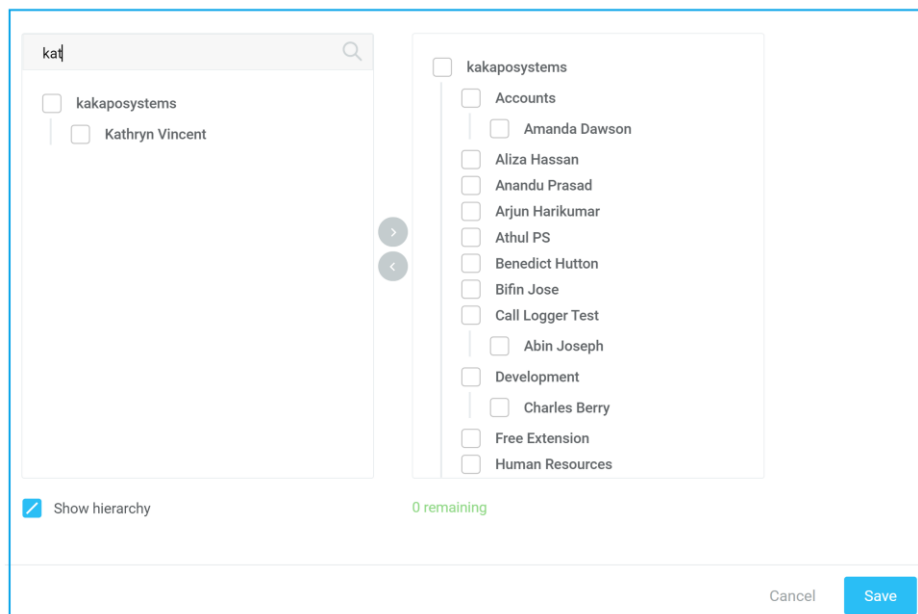 kat
kakaposystems
Kathryn Vincent
Show hierarchy
kakaposystems
Accounts
Amanda Dawson
Aliza Hassan
Anandu Prasad
Arjun Harikumar
Athul PS
Benedict Hutton
Bifin Jose
Call Logger Test
Abin Joseph
Development
Charles Berry
Free Extension
Human Resources
0 remaining
Cancel
Save